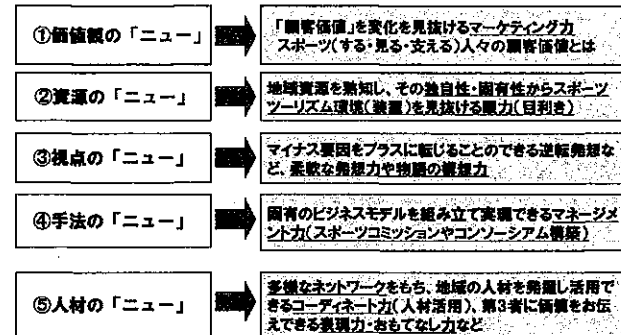 ①価値観の「ニュー」
「顧客価値」を変化を見抜けるマーケティング力
スポーツ(する・見る・支える)人々の顧客価値とは
②資源の「ニュー」
地域資源を熟知し、その独自性・固有性からスポーツ
ツーリズム環境(装置)を見抜ける眼力(目利き)
③視点の「ニュー」
マイナス要因をプラスに転じることのできる逆転発想な
ど、柔軟な発想力や物語の構想力
④手法の「ニュー」
固有のビジネスモデルを組み立て実現できるマネージメ
ント力(スポーツコミッションやコンソーシアム構築)
⑤人材の「ニュー」
多様なネットワークをもち、地域の人材を発掘し活用で
きるコーディネート力(人材活用)、第3者に価値をお伝
えできる表現力・おもてなし力など